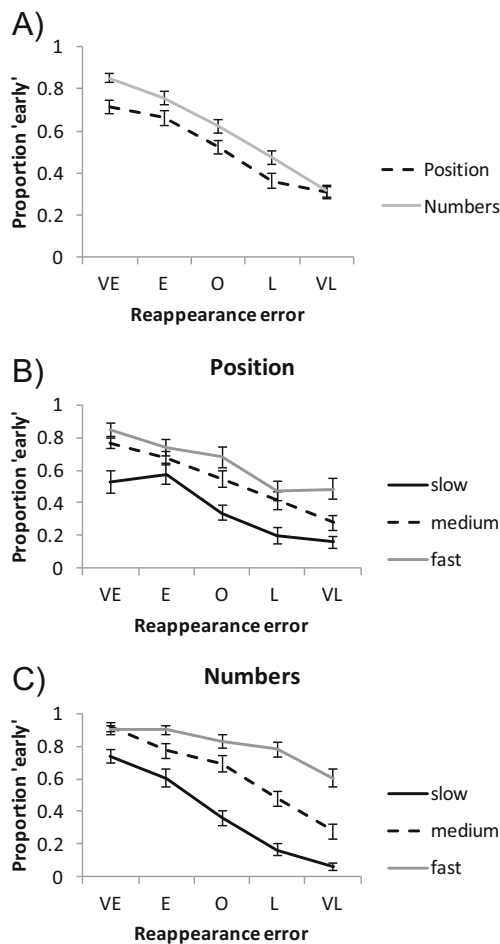 A)
1
0.8
0.6
0.4
0.2
0
Proportion 'early'
VE E O L VL
Reappearance error
Position
Numbers
B)
Position
1
0.8
0.6
0.4
0.2
0
Proportion 'early'
VE E O L VL
Reappearance error
slow
medium
fast
C)
Numbers
1
0.8
0.6
0.4
0.2
0
Proportion 'early'
VE E O L VL
Reappearance error
slow
medium
fast